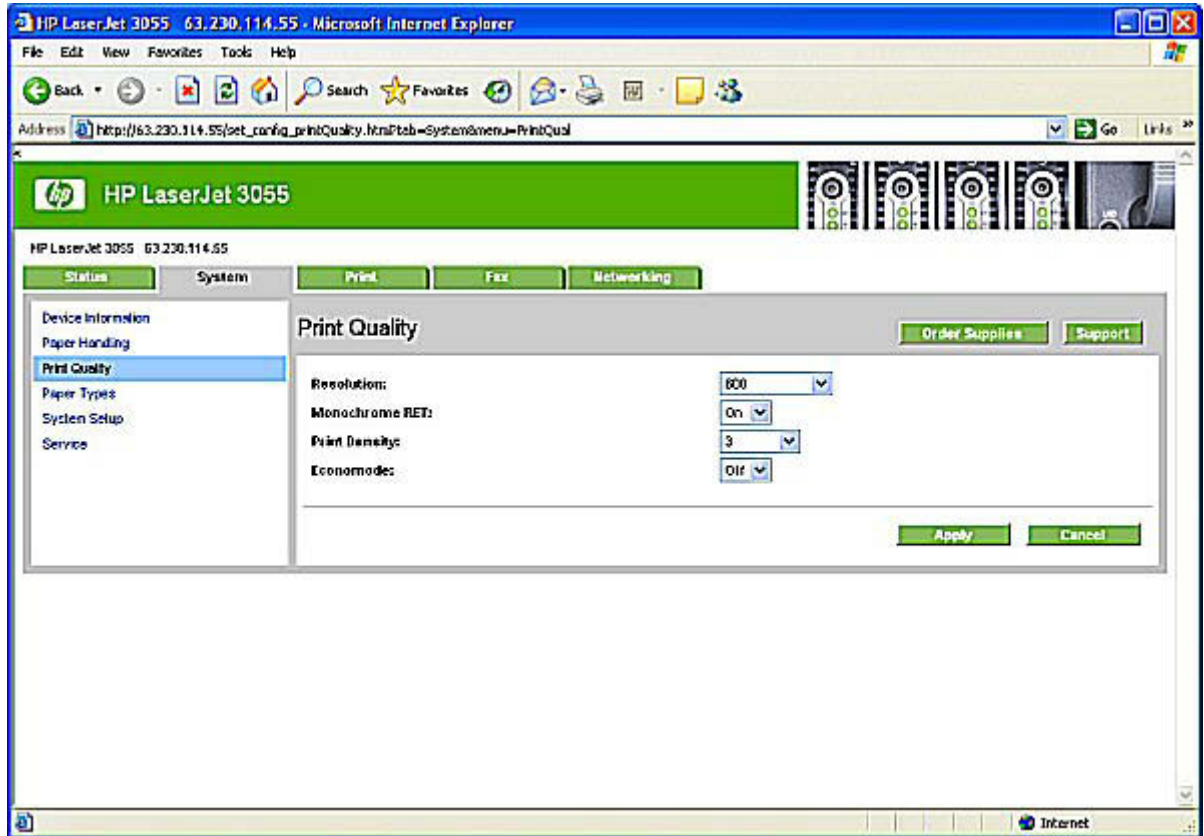 HP LaserJet 3055   63.230.114.55 - Microsoft Internet Explorer
File Edit View Favorites Tools Help
Back Search Favorites
Address http://63.230.114.55/set_config_printQuality.htm?tab=System&menu=PrintQual Go Links »
hp HP LaserJet 3055
HP LaserJet 3055   63.230.114.55
Status System Print Fax Networking
Device Information
Paper Handling
Print Quality
Paper Types
System Setup
Service
Print Quality
Order Supplies Support
Resolution: 600
Monochrome RET: On
Print Density: 3
Economode: Off
Apply Cancel
Internet